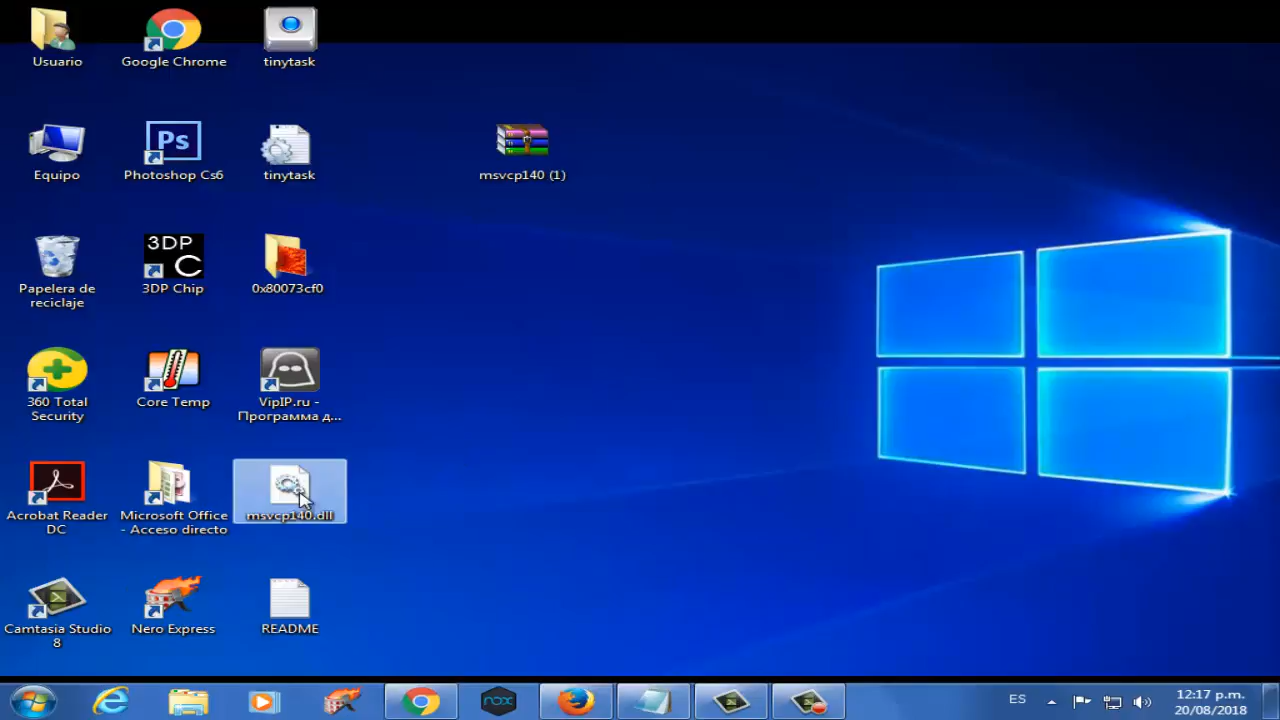 Usuario
Google Chrome
tinytask
Equipo
Ps
Photoshop Cs6
tinytask
msvcp140 (1)
Papelera de
reciclaje
3DP
C
3DP Chip
0x80073cf0
360 Total
Security
Core Temp
VipIP.ru -
Программа д...
Acrobat Reader
DC
Microsoft Office
- Acceso directo
msvcp140.dll
Camtasia Studio
8
Nero Express
README
nox
ES
12:17 p.m.
20/08/2018